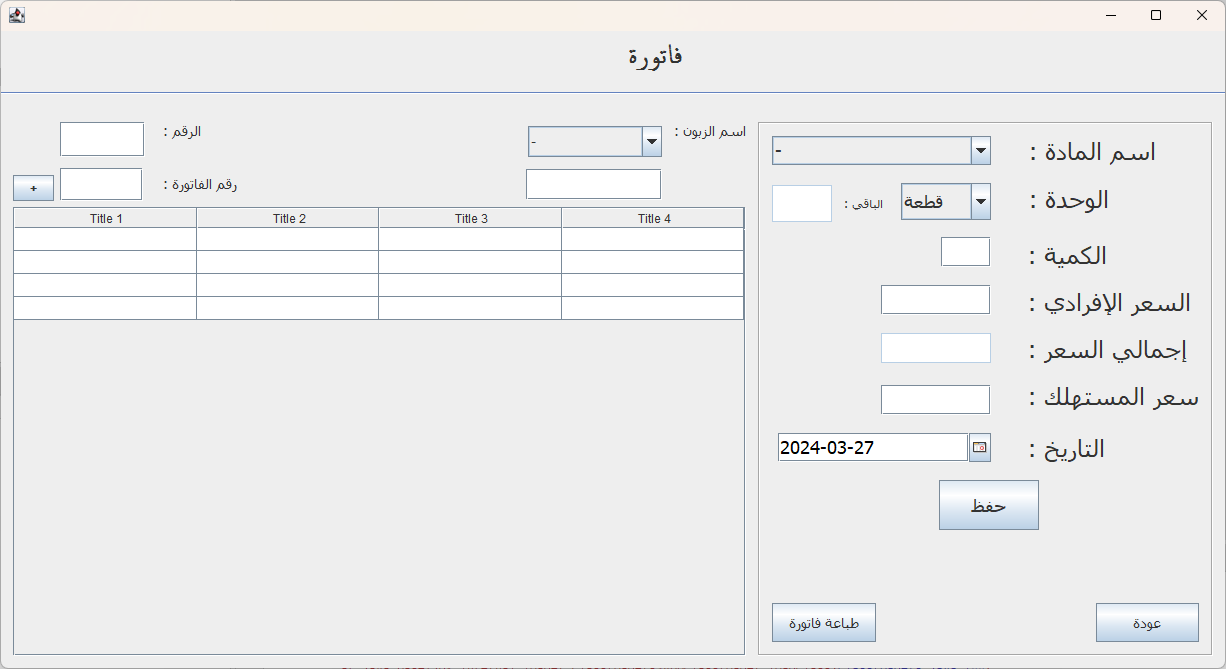 فاتورة
اسم المادة :
-
الوحدة :
قطعة
الباقي :
الكمية :
السعر الإفرادي :
إجمالي السعر :
سعر المستهلك :
التاريخ :
2024-03-27
حفظ
عودة
طباعة فاتورة
اسم الزبون :
-
الرقم :
رقم الفاتورة :
+
Title 1 Title 2 Title 3 Title 4